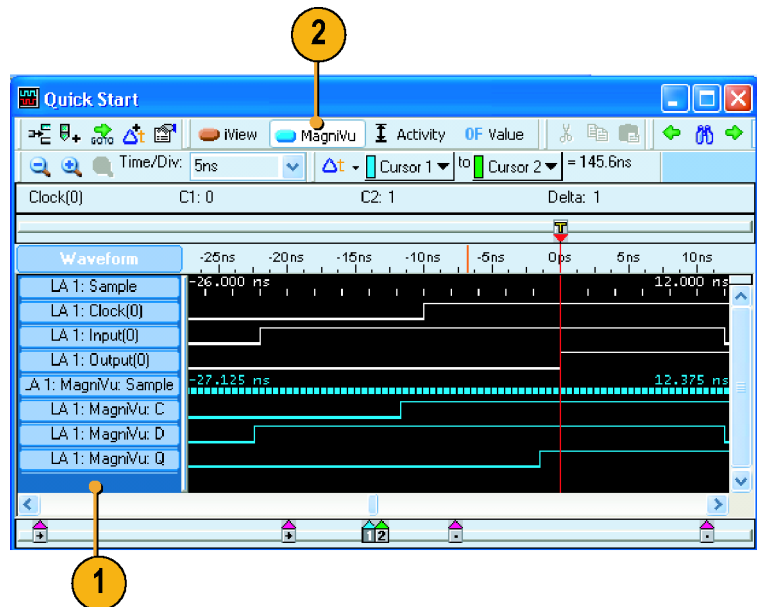 2
Quick Start
GOTO Δt iView MagniVu Activity 0F Value
Time/Div: 5ns Δt Cursor 1 to Cursor 2 = 145.6ns
Clock(0) C1: 0 C2: 1 Delta: 1
T
Waveform -25ns -20ns -15ns -10ns -5ns 0ps 5ns 10ns
LA 1: Sample -26.000 ns 12.000 ns
LA 1: Clock(0)
LA 1: Input(0)
LA 1: Output(0)
LA 1: MagniVu: Sample -27.125 ns 12.375 ns
LA 1: MagniVu: C
LA 1: MagniVu: D
LA 1: MagniVu: Q
1 2
1